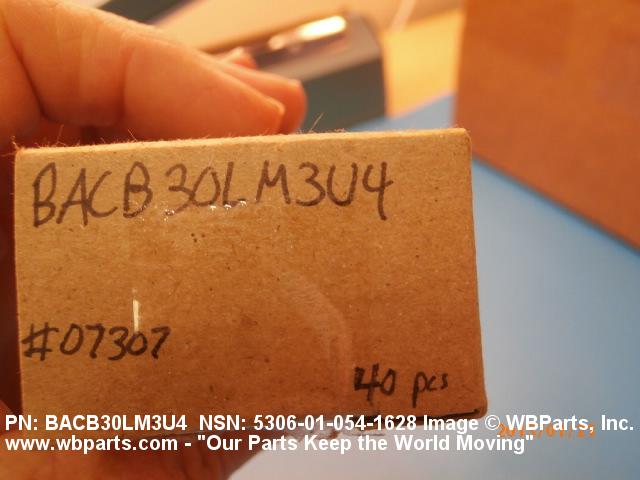 BACB30LM3U4
#07307
40 pcs
PN: BACB30LM3U4  NSN: 5306-01-054-1628 Image © WBParts, Inc.
www.wbparts.com - "Our Parts Keep the World Moving"